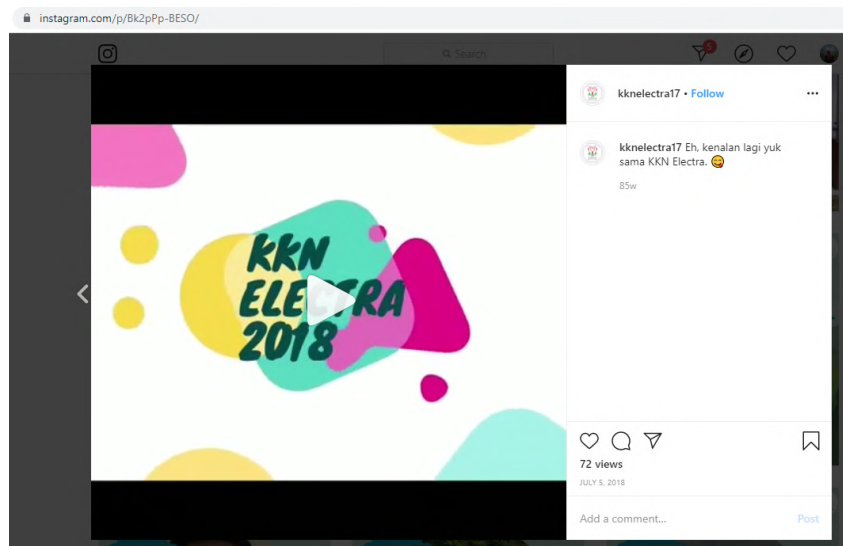 instagram.com/p/Bk2pPp-BESO/
Search
5
kknelectra17 • Follow
kknelectra17 Eh, kenalan lagi yuk
sama KKN Electra. 😋
85w
KKN
ELECTRA
2018
72 views
JULY 5, 2018
Add a comment...
Post